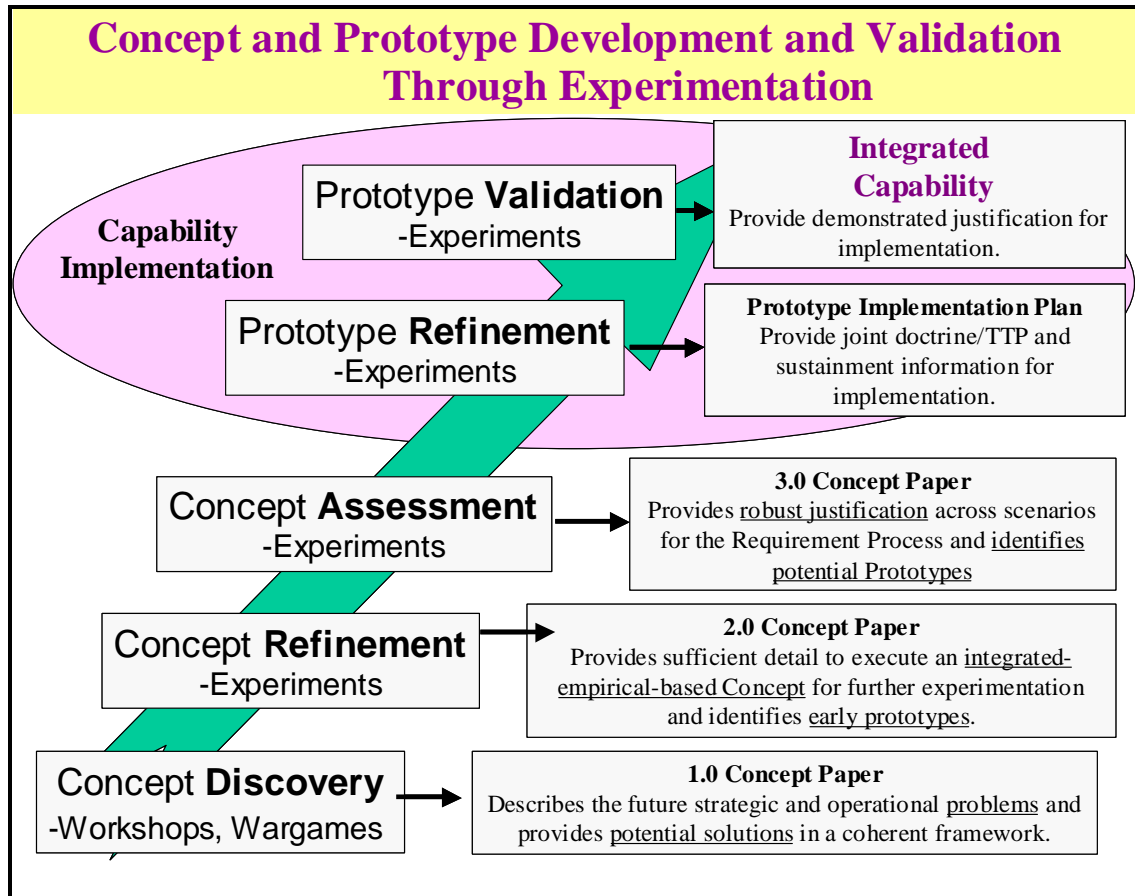 Concept and Prototype Development and Validation
Through Experimentation
Capability
Implementation
Prototype Validation
-Experiments
Integrated
Capability
Provide demonstrated justification for
implementation.
Prototype Refinement
-Experiments
Prototype Implementation Plan
Provide joint doctrine/TTP and
sustainment information for
implementation.
Concept Assessment
-Experiments
3.0 Concept Paper
Provides robust justification across scenarios
for the Requirement Process and identifies
potential Prototypes
Concept Refinement
-Experiments
2.0 Concept Paper
Provides sufficient detail to execute an integrated-
empirical-based Concept for further experimentation
and identifies early prototypes.
Concept Discovery
-Workshops, Wargames
1.0 Concept Paper
Describes the future strategic and operational problems and
provides potential solutions in a coherent framework.